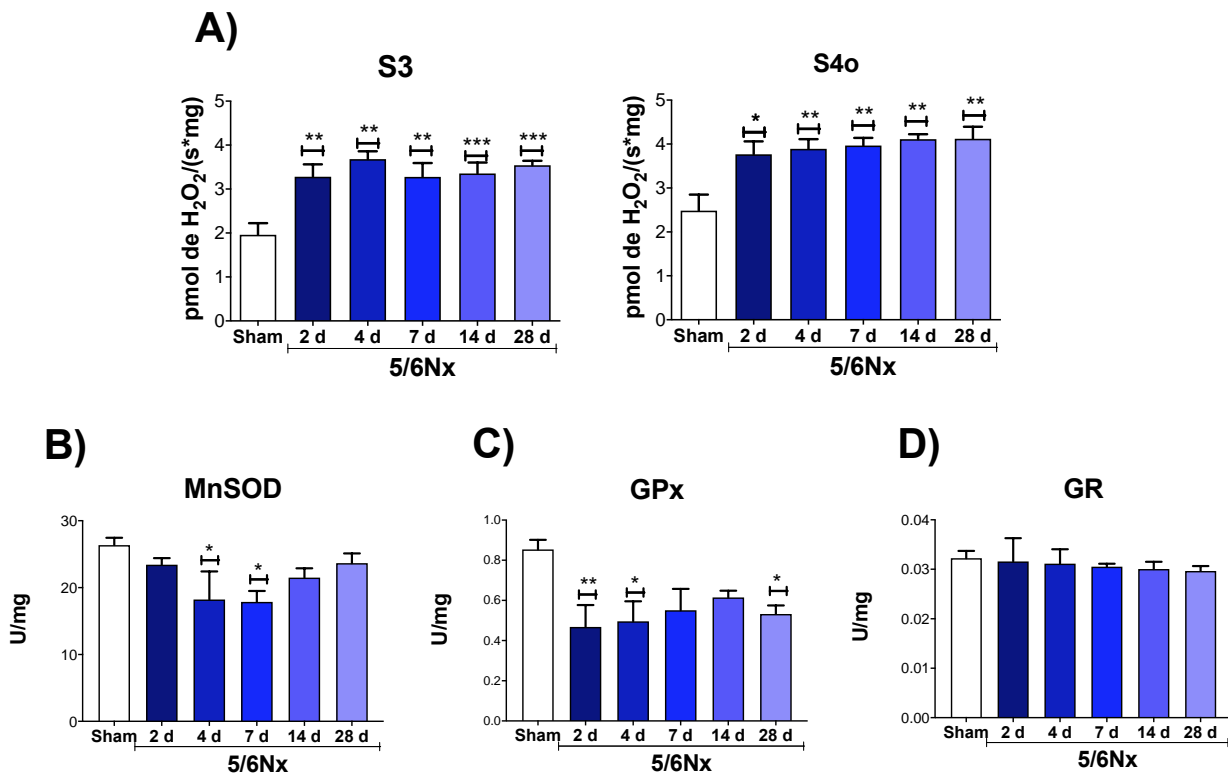 A)
S3
pmol de H₂O₂/(s*mg)
5
4
3
2
1
0
** ** ** *** ***
Sham 2 d 4 d 7 d 14 d 28 d
5/6Nx
S4o
pmol de H₂O₂/(s*mg)
5
4
3
2
1
0
* ** ** ** **
Sham 2 d 4 d 7 d 14 d 28 d
5/6Nx
B)
MnSOD
U/mg
30
20
10
0
* *
Sham 2 d 4 d 7 d 14 d 28 d
5/6Nx
C)
GPx
U/mg
1.0
0.8
0.6
0.4
0.2
0.0
** * *
Sham 2 d 4 d 7 d 14 d 28 d
5/6Nx
D)
GR
U/mg
0.04
0.03
0.02
0.01
0.00
Sham 2 d 4 d 7 d 14 d 28 d
5/6Nx